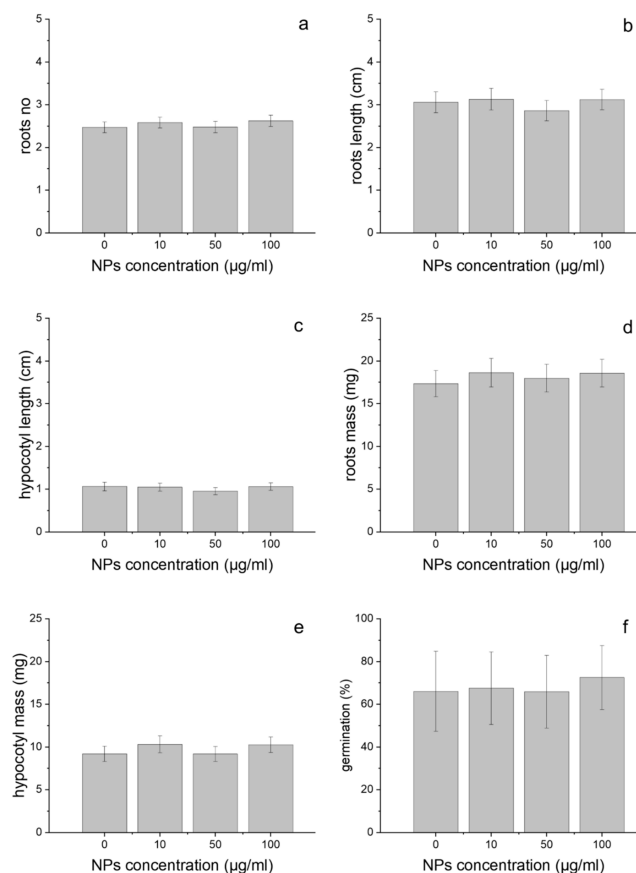 a
roots no
5
4
3
2
1
0
0 10 50 100
NPs concentration (µg/ml)
b
roots length (cm)
5
4
3
2
1
0
0 10 50 100
NPs concentration (µg/ml)
c
hypocotyl length (cm)
5
4
3
2
1
0
0 10 50 100
NPs concentration (µg/ml)
d
roots mass (mg)
25
20
15
10
5
0
0 10 50 100
NPs concentration (µg/ml)
e
hypocotyl mass (mg)
25
20
15
10
5
0
0 10 50 100
NPs concentration (µg/ml)
f
germination (%)
100
80
60
40
20
0
0 10 50 100
NPs concentration (µg/ml)